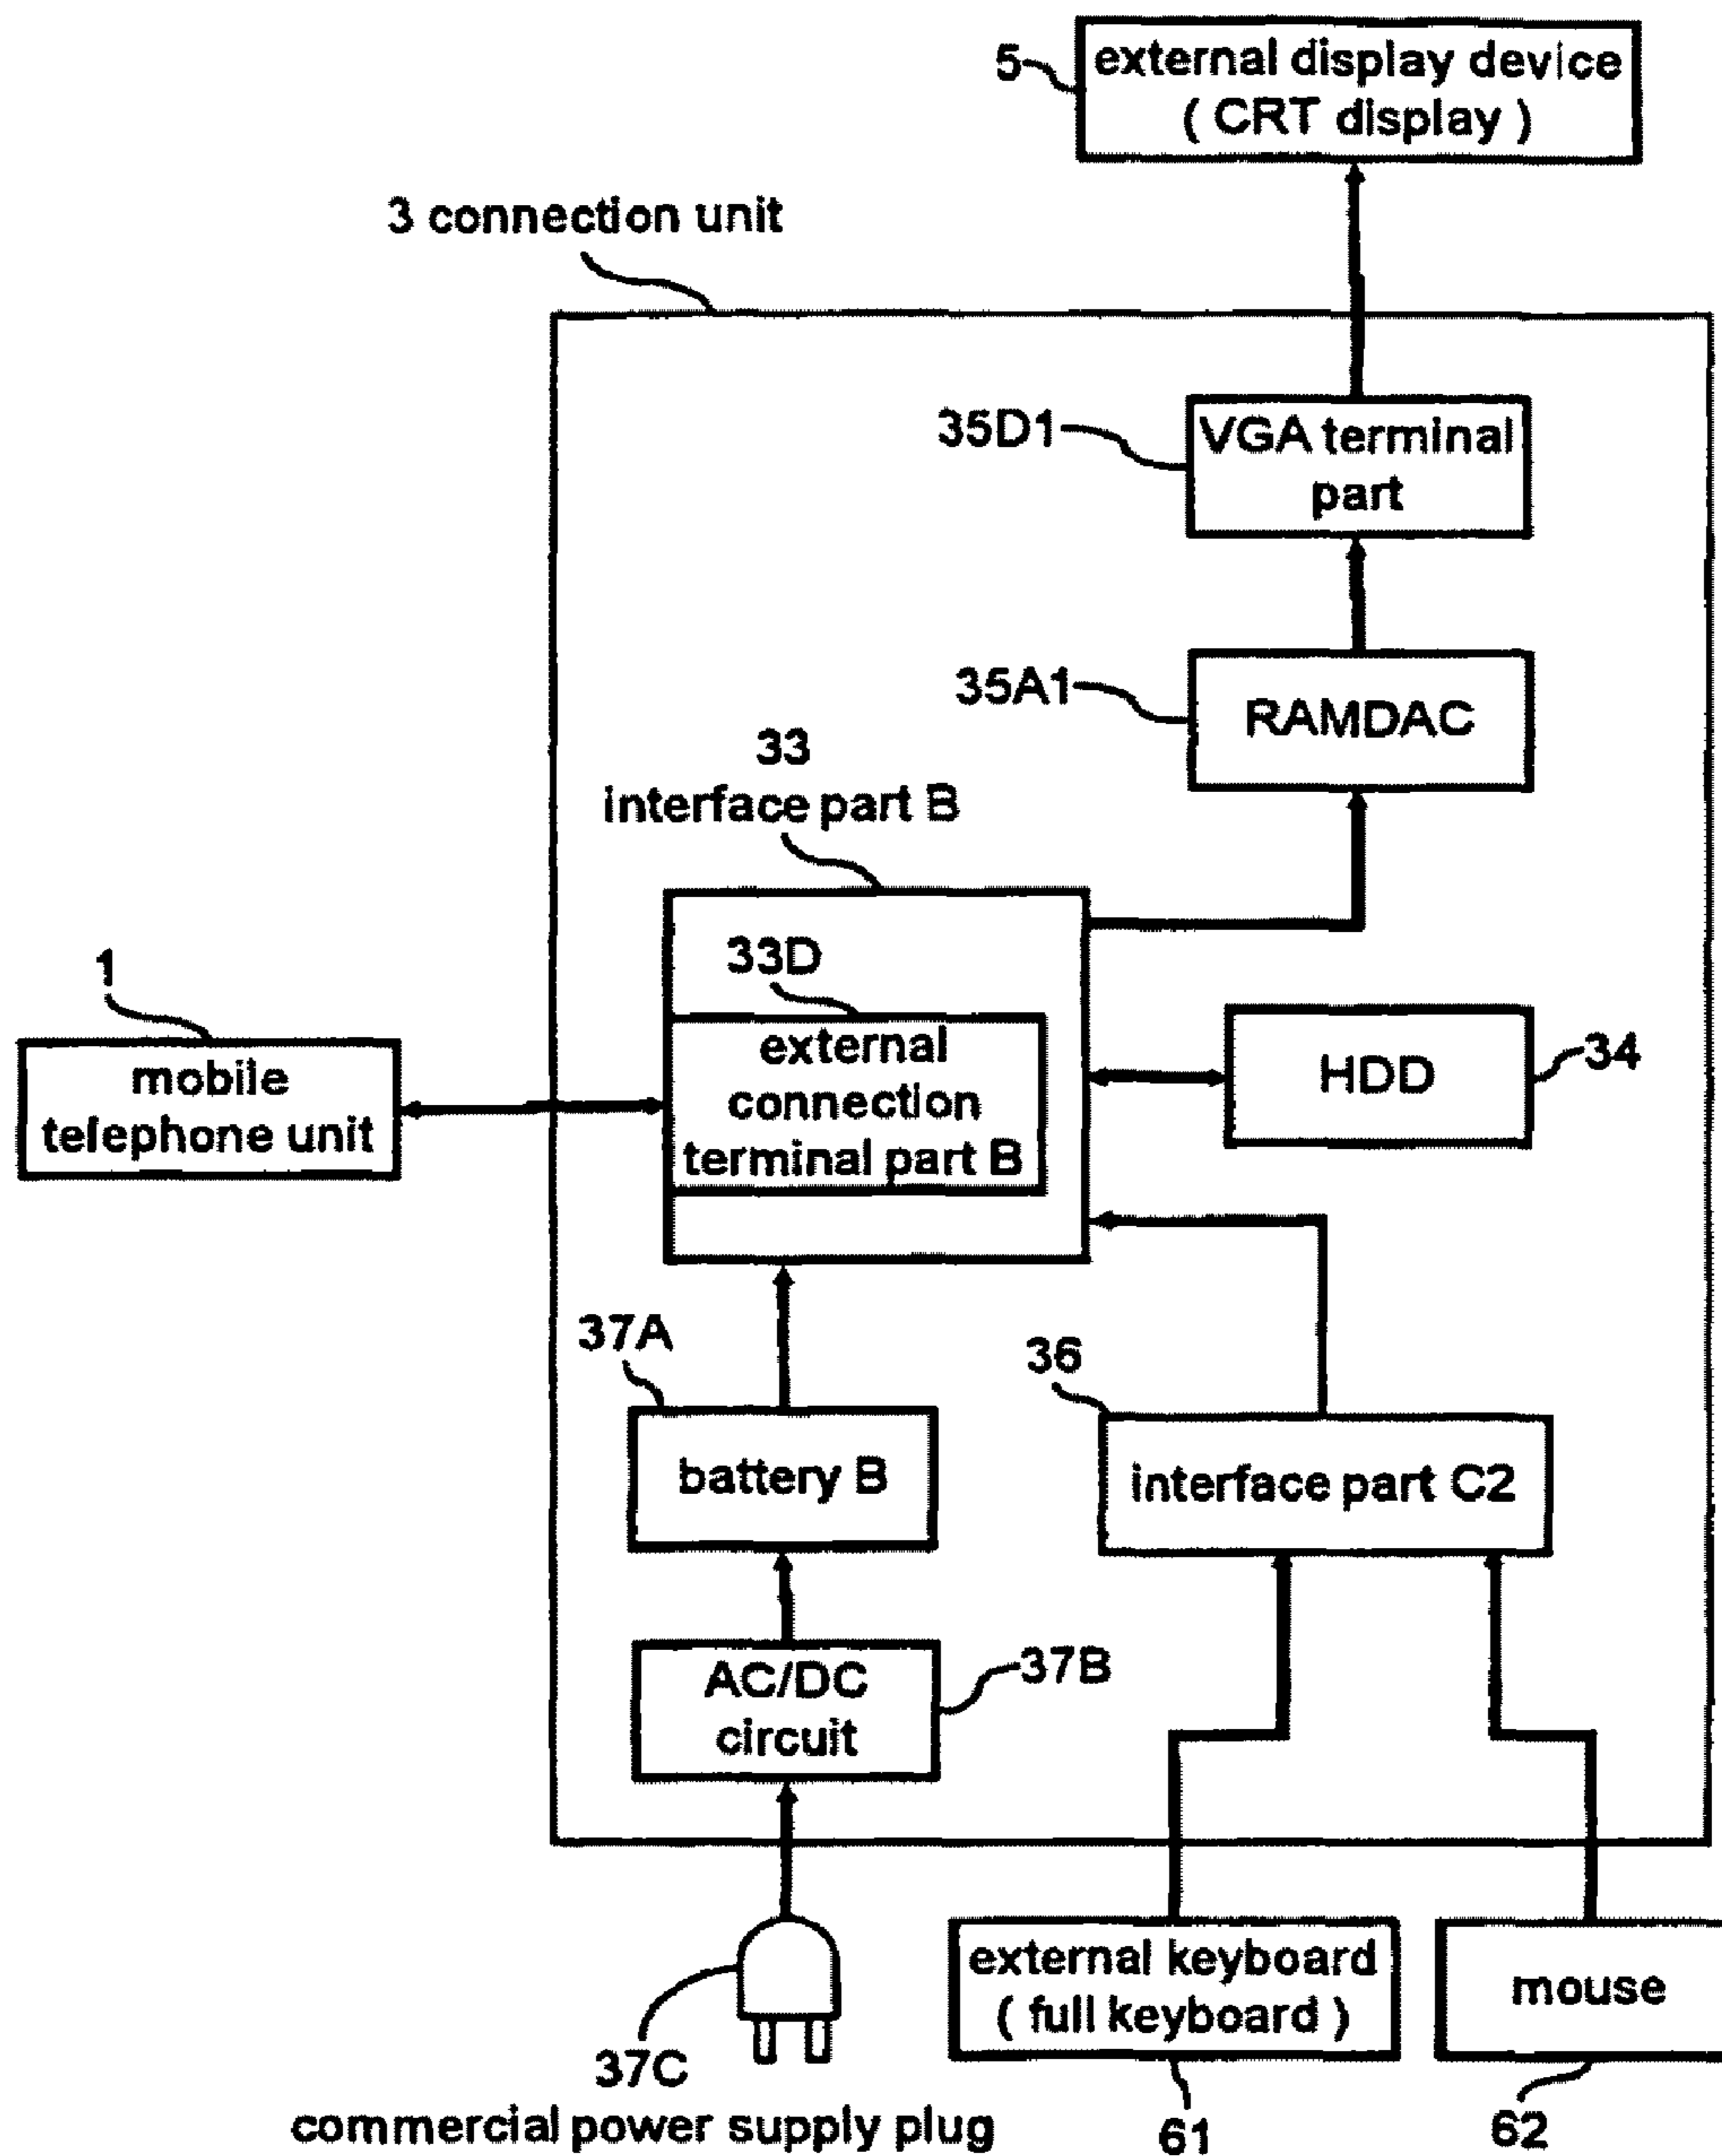 5
external display device
( CRT display )
3 connection unit
35D1
VGA terminal
part
35A1
RAMDAC
33
interface part B
33D
external
connection
terminal part B
1
mobile
telephone unit
HDD
34
37A
battery B
36
interface part C2
AC/DC
circuit
37B
37C
commercial power supply plug
external keyboard
( full keyboard )
61
mouse
62